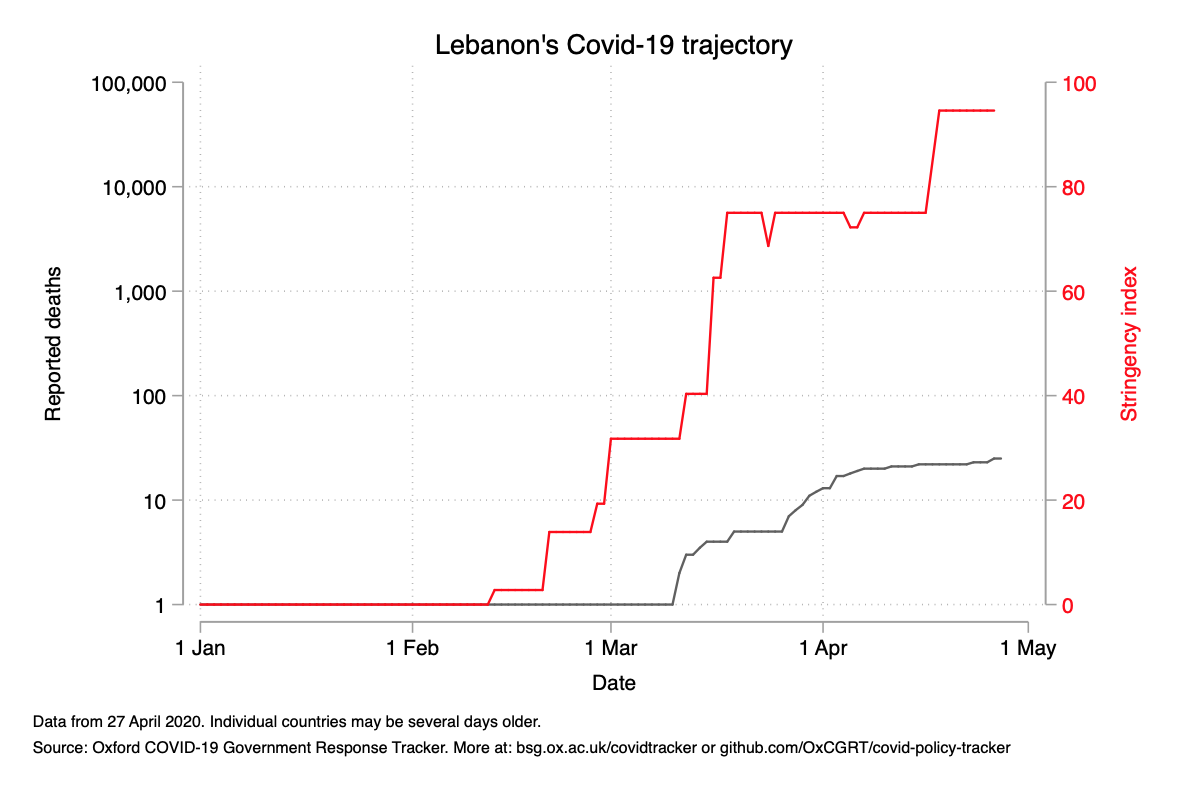 Lebanon's Covid-19 trajectory
100,000
10,000
1,000
100
10
1
Reported deaths
100
80
60
40
20
0
Stringency index
1 Jan
1 Feb
1 Mar
1 Apr
1 May
Date
Data from 27 April 2020. Individual countries may be several days older.
Source: Oxford COVID-19 Government Response Tracker. More at: bsg.ox.ac.uk/covidtracker or github.com/OxCGRT/covid-policy-tracker